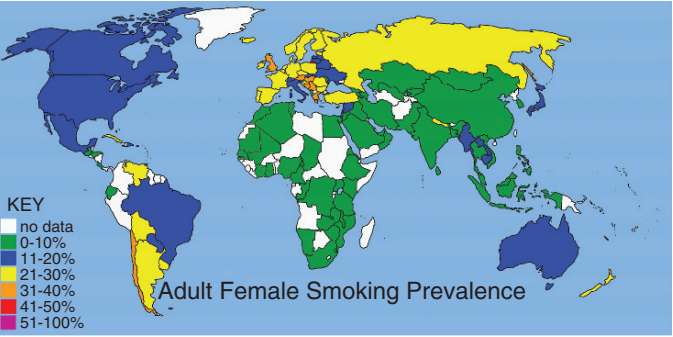 KEY
no data
0-10%
11-20%
21-30%
31-40%
41-50%
51-100%
Adult Female Smoking Prevalence